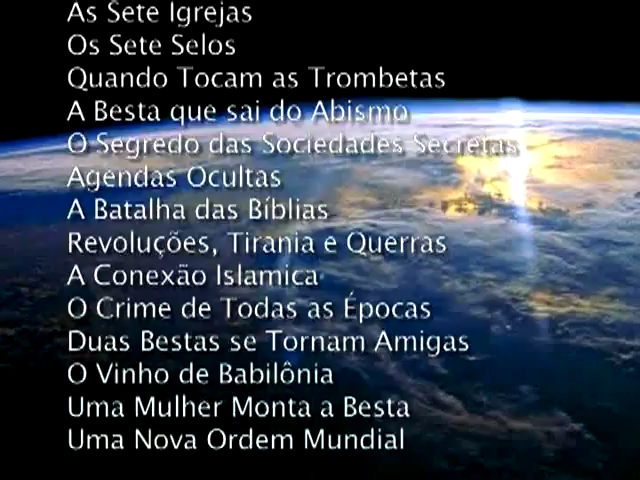 As Sete Igrejas
Os Sete Selos
Quando Tocam as Trombetas
A Besta que sai do Abismo
O Segredo das Sociedades Secretas
Agendas Ocultas
A Batalha das Bíblias
Revoluções, Tirania e Querras
A Conexão Islamica
O Crime de Todas as Épocas
Duas Bestas se Tornam Amigas
O Vinho de Babilônia
Uma Mulher Monta a Besta
Uma Nova Ordem Mundial